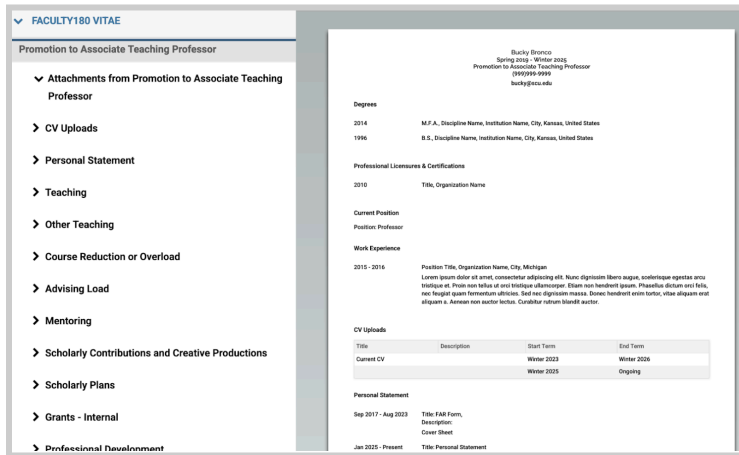 FACULTY180 VITAE
Promotion to Associate Teaching Professor
Attachments from Promotion to Associate Teaching
Professor
CV Uploads
Personal Statement
Teaching
Other Teaching
Course Reduction or Overload
Advising Load
Mentoring
Scholarly Contributions and Creative Productions
Scholarly Plans
Grants - Internal
Professional Development
Bucky Bronco
Spring 2019 - Winter 2025
Promotion to Associate Teaching Professor
(999)999-9999
bucky@scu.edu
Degrees
2014 M.F.A., Discipline Name, Institution Name, City, Kansas, United States
1996 B.S., Discipline Name, Institution Name, City, Kansas, United States
Professional Licensures & Certifications
2010 Title, Organization Name
Current Position
Position: Professor
Work Experience
2015 - 2016 Position Title, Organization Name, City, Michigan
Lorem ipsum dolor sit amet, consectetur adipiscing elit. Nunc dignissim libero augue, scelerisque egestas arcu
tristique et. Proin non tellus ut orci tristique ullamcorper. Etiam non hendrerit ipsum. Phasellus dictum orci felis,
nec feugiat quam fermentum ultricies. Sed nec dignissim massa. Donec hendrerit enim tortor, vitae aliquam erat
aliquam a. Aenean non auctor lectus. Curabitur rutrum blandit auctor.
CV Uploads
Title Description Start Term End Term
Current CV Winter 2023 Winter 2026
Winter 2025 Ongoing
Personal Statement
Sep 2017 - Aug 2023 Title: FAR Form,
Description:
Cover Sheet
Jan 2025 - Present Title: Personal Statement